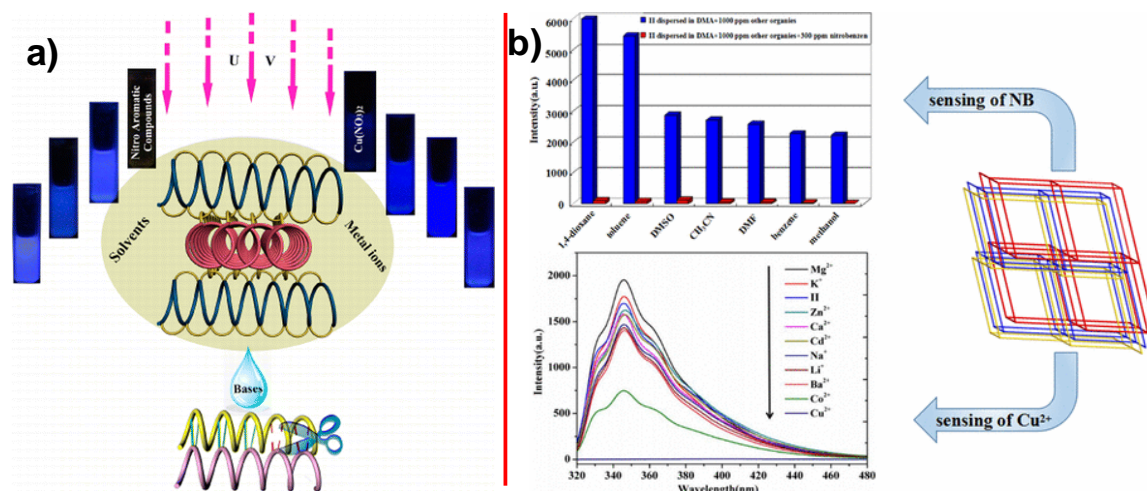 a)
U V
Nitro Aromatic
Compounds
Cu(NO₃)₂
Solvents
Metal ions
Bases
b)
II dispersed in DMA+1000 ppm other organies
II dispersed in DMA+1000 ppm other organies+300 ppm nitrobenzen
Intensity(a.u.)
6000
5000
4000
3000
2000
1000
0
1,4-dioxane
toluene
DMSO
CH₃CN
DMF
benzene
methanol
sensing of NB
Intensity(a.u.)
2000
1500
1000
500
0
Mg²⁺
K⁺
II
Zn²⁺
Ca²⁺
Cd²⁺
Na⁺
Li⁺
Ba²⁺
Co²⁺
Cu²⁺
320 340 360 380 400 420 440 460 480
Wavelength(nm)
sensing of Cu²⁺